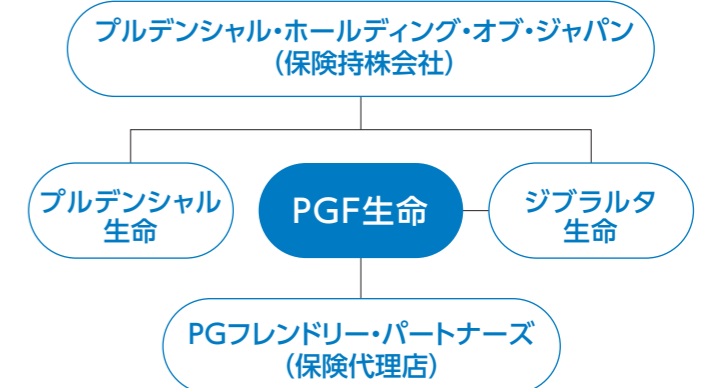 プルデンシャル・ホールディング・オブ・ジャパン
（保険持株会社）
プルデンシャル
生命
PGF生命
ジブラルタ
生命
PGフレンドリー・パートナーズ
（保険代理店）